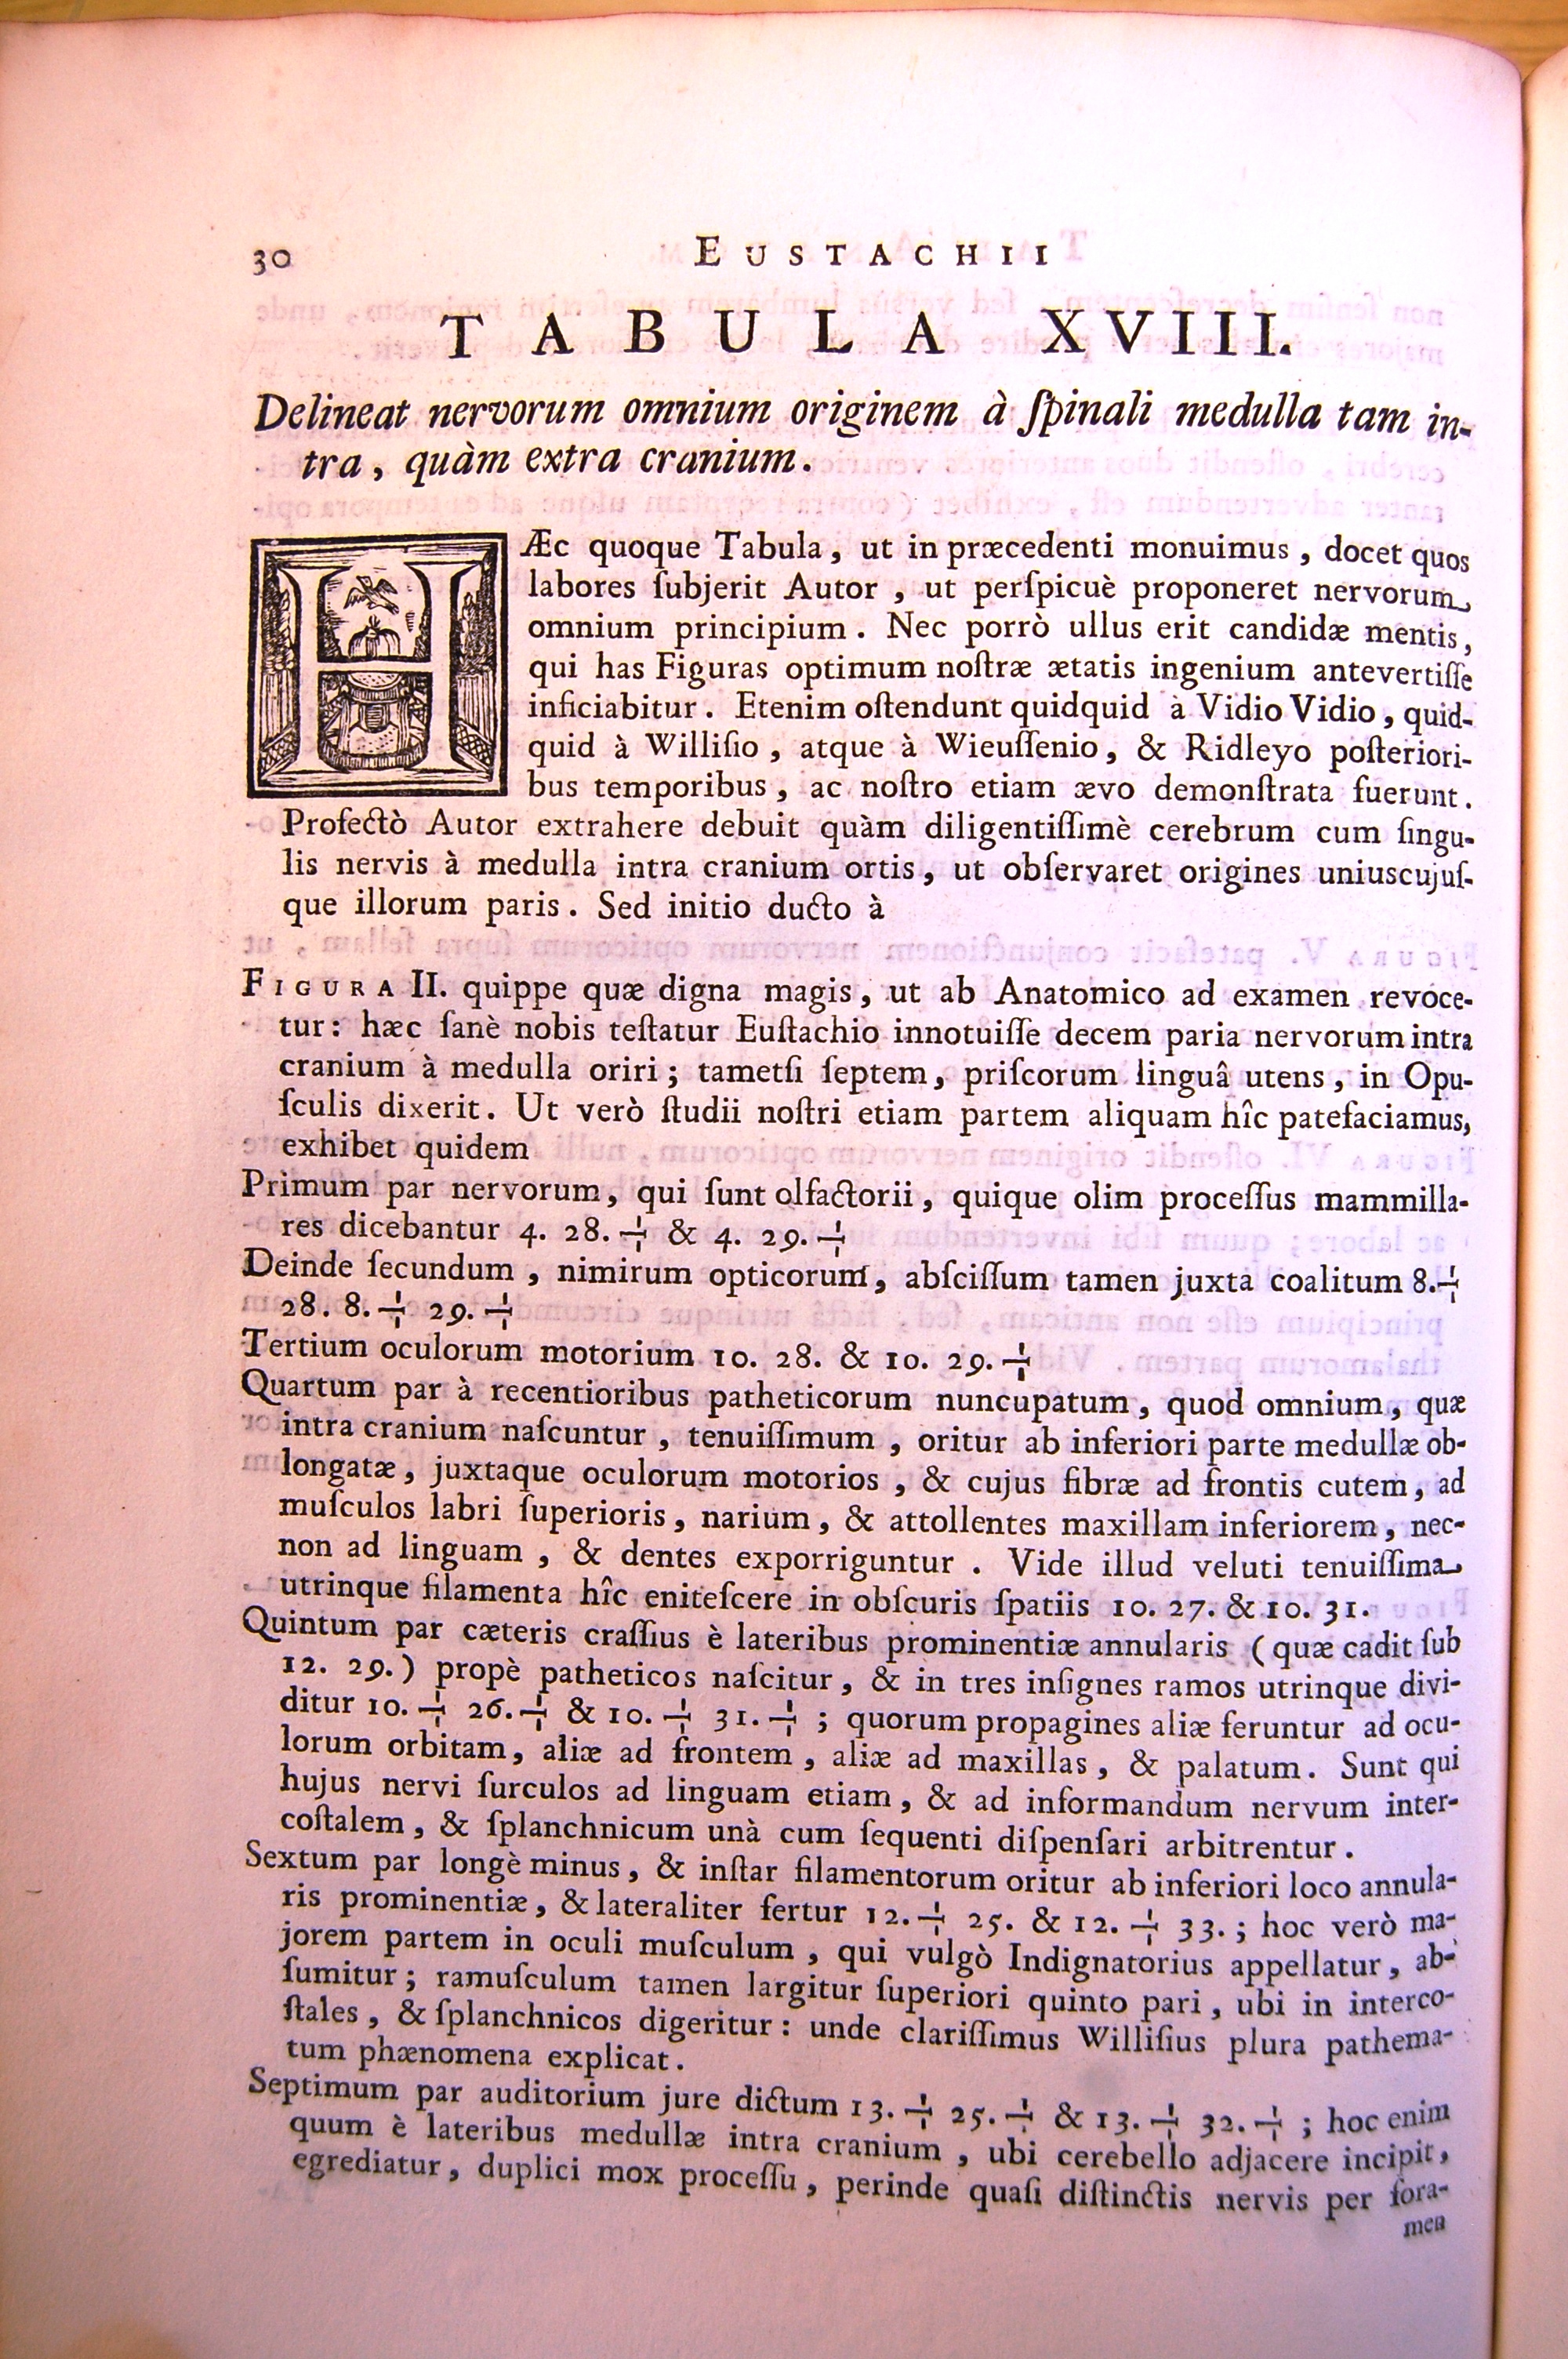 30 EUSTACHII
TABULA XVIII.
Delineat nervorum omnium originem à ſpinali medulla tam in-
tra, quàm extra cranium.
HÆc quoque Tabula, ut in præcedenti monuimus, docet quos
labores ſubjerit Autor, ut perſpicuè proponeret nervorum
omnium principium. Nec porrò ullus erit candidæ mentis,
qui has Figuras optimum noſtræ ætatis ingenium antevertiſſe
inficiabitur. Etenim oſtendunt quidquid à Vidio Vidio, quid-
quid à Williſio, atque à Wieuſſenio, & Ridleyo poſteriori-
bus temporibus, ac noſtro etiam ævo demonſtrata fuerunt.
Profectò Autor extrahere debuit quàm diligentiſſimè cerebrum cum ſingu-
lis nervis à medulla intra cranium ortis, ut obſervaret origines uniuscujuſ-
que illorum paris. Sed initio ducto à
FIGURA II. quippe quæ digna magis, ut ab Anatomico ad examen revoce-
tur: hæc ſanè nobis teſtatur Euſtachio innotuiſſe decem paria nervorum intra
cranium à medulla oriri; tametſi ſeptem, priſcorum linguâ utens, in Opu-
ſculis dixerit. Ut verò ſtudii noſtri etiam partem aliquam hîc patefaciamus,
exhibet quidem
Primum par nervorum, qui ſunt olfactorii, quique olim proceſſus mammilla-
res dicebantur 4. 28. ⁒ & 4. 29. ⁒
Deinde ſecundum, nimirum opticorum, abſciſſum tamen juxta coalitum 8. ⁒
28. 8. ⁒ 29. ⁒
Tertium oculorum motorium 10. 28. & 10. 29. ⁒
Quartum par à recentioribus patheticorum nuncupatum, quod omnium, quæ
intra cranium naſcuntur, tenuiſſimum, oritur ab inferiori parte medullæ ob-
longatæ, juxtaque oculorum motorios, & cujus fibræ ad frontis cutem, ad
muſculos labri ſuperioris, narium, & attollentes maxillam inferiorem, nec-
non ad linguam, & dentes exporriguntur. Vide illud veluti tenuiſſima
utrinque filamenta hîc eniteſcere in obſcuris ſpatiis 10. 27. & 10. 31.
Quintum par cæteris craſſius è lateribus prominentiæ annularis (quæ cadit ſub
12. 29.) propè patheticos naſcitur, & in tres inſignes ramos utrinque divi-
ditur 10. ⁒ 26. ⁒ & 10. ⁒ 31. ⁒; quorum propagines aliæ feruntur ad ocu-
lorum orbitam, aliæ ad frontem, aliæ ad maxillas, & palatum. Sunt qui
hujus nervi ſurculos ad linguam etiam, & ad informandum nervum inter-
coſtalem, & ſplanchnicum unà cum ſequenti diſpenſari arbitrentur.
Sextum par longè minus, & inſtar filamentorum oritur ab inferiori loco annula-
ris prominentiæ, & lateraliter fertur 12. ⁒ 25. & 12. ⁒ 33.; hoc verò ma-
jorem partem in oculi muſculum, qui vulgò Indignatorius appellatur, ab-
ſumitur; ramuſculum tamen largitur ſuperiori quinto pari, ubi in interco-
ſtales, & ſplanchnicos digeritur: unde clariſſimus Williſius plura pathema-
tum phænomena explicat.
Septimum par auditorium jure dictum 13. ⁒ 25. ⁒ & 13. ⁒ 32. ⁒; hoc enim
quum è lateribus medullæ intra cranium, ubi cerebello adjacere incipit,
egrediatur, duplici mox proceſſu, perinde quaſi diſtinctis nervis per fora-
men